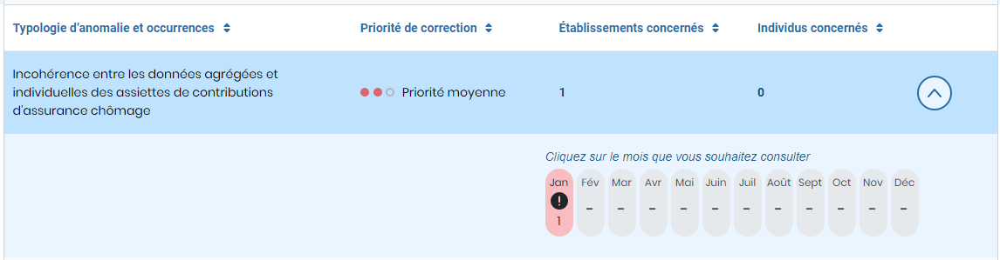 Typologie d'anomalie et occurrences Priorité de correction Établissements concernés Individus concernés
Incohérence entre les données agrégées et
individuelles des assiettes de contributions
d'assurance chômage
Priorité moyenne 1 0
Cliquez sur le mois que vous souhaitez consulter
Jan Fév Mar Avr Mai Juin Juil Août Sept Oct Nov Déc
! - - - - - - - - - - -
1